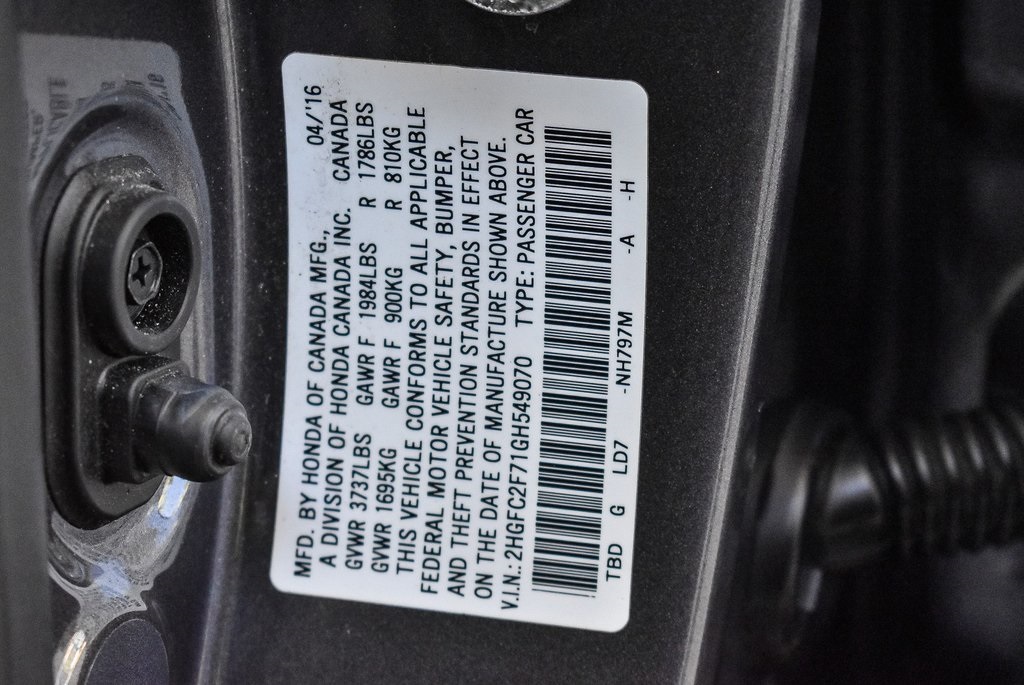 MFD. BY HONDA OF CANADA MFG., 04/'16
A DIVISION OF HONDA CANADA INC. CANADA
GVWR 3737LBS GAWR F 1984LBS R 1786LBS
GVWR 1695KG GAWR F 900KG R 810KG
THIS VEHICLE CONFORMS TO ALL APPLICABLE
FEDERAL MOTOR VEHICLE SAFETY, BUMPER,
AND THEFT PREVENTION STANDARDS IN EFFECT
ON THE DATE OF MANUFACTURE SHOWN ABOVE.
V.I.N.: 2HGFC2F71GH549070 TYPE: PASSENGER CAR
TBD G LD7 -NH797M -A -H